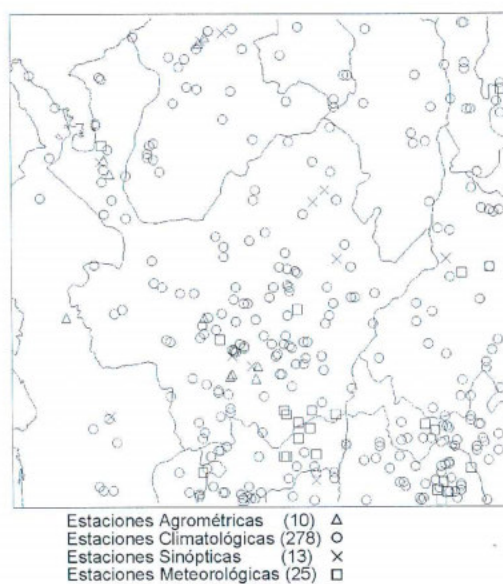 Estaciones Agrométricas (10) △
Estaciones Climatológicas (278) ○
Estaciones Sinópticas (13) ×
Estaciones Meteorológicas (25) □